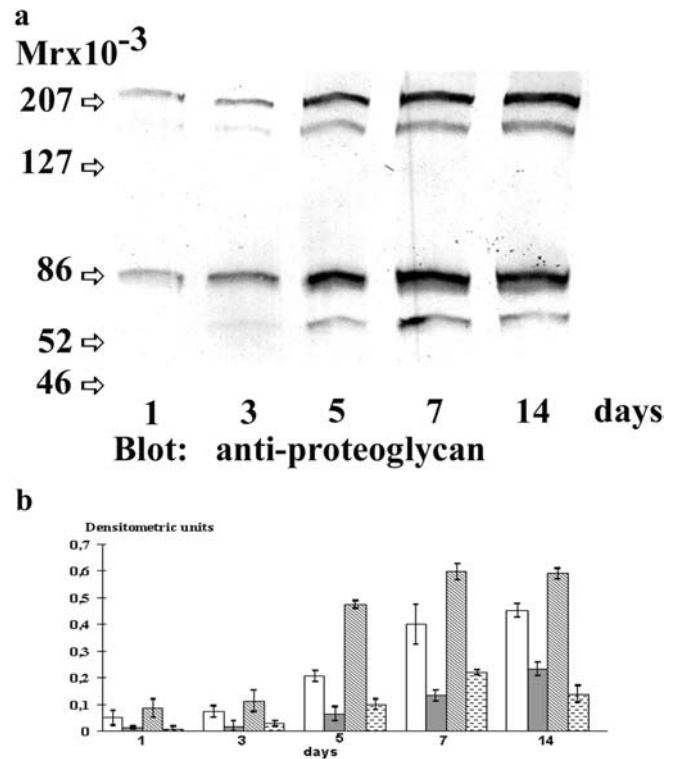 a
Mrx10⁻³
207⇨
127⇨
86⇨
52⇨
46⇨
1 3 5 7 14 days
Blot: anti-proteoglycan
b
Densitometric units
0,7
0,6
0,5
0,4
0,3
0,2
0,1
0
1 3 5 7 14
days